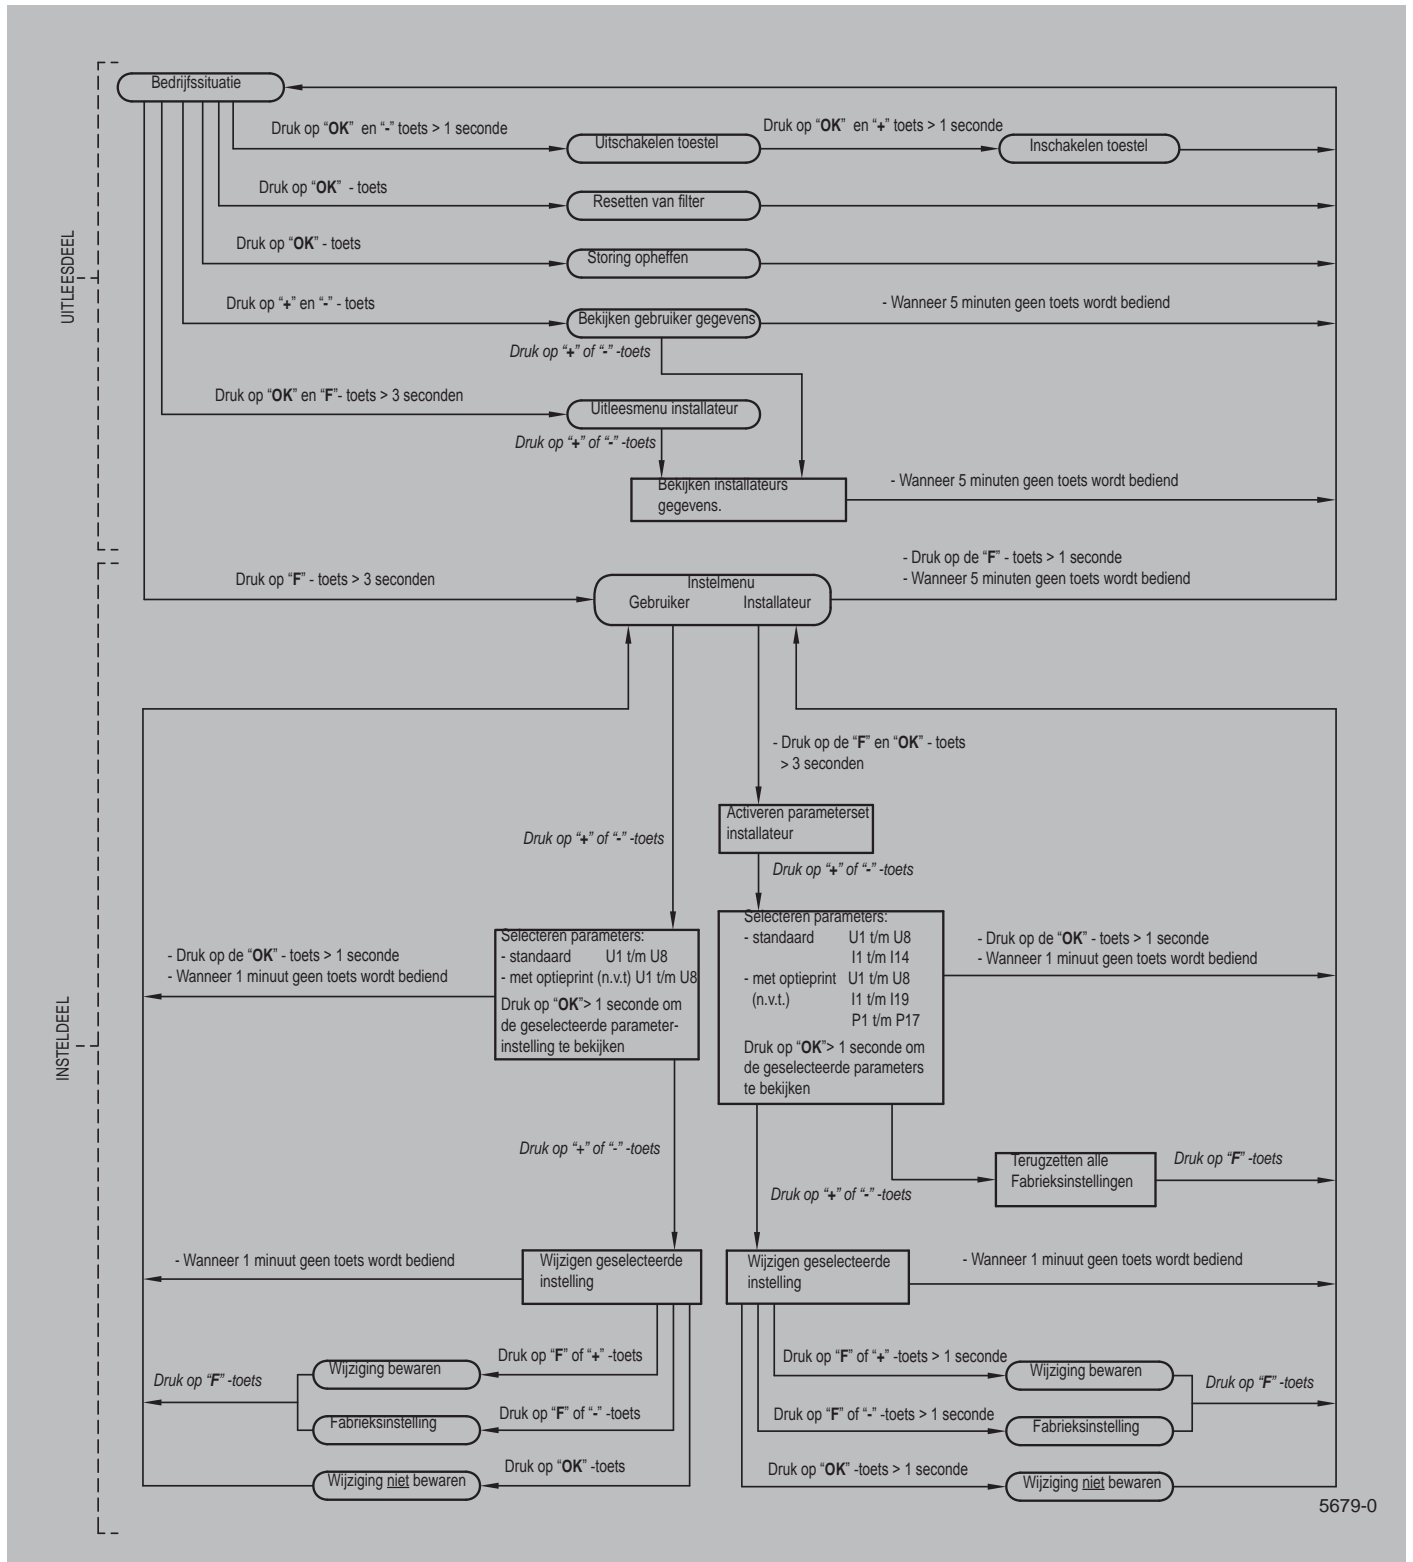 Bedrijfssituatie
Druk op “OK” en “-” toets > 1 seconde
Druk op “OK” en “+” toets > 1 seconde
Uitschakelen toestel
Inschakelen toestel
Druk op “OK” - toets
Resetten van filter
Druk op “OK” - toets
Storing opheffen
UITLEESDEEL
Druk op “+” en “-” - toets
- Wanneer 5 minuten geen toets wordt bediend
Bekijken gebruiker gegevens
Druk op “+” of “-” -toets
Druk op “OK” en “F”- toets > 3 seconden
Uitleesmenu installateur
Druk op “+” of “-” -toets
Bekijken installateurs
gegevens.
- Wanneer 5 minuten geen toets wordt bediend
- Druk op de “F” - toets > 1 seconde
- Wanneer 5 minuten geen toets wordt bediend
Druk op “F” - toets > 3 seconden
Instelmenu
Gebruiker Installateur
- Druk op de “F” en “OK” - toets
> 3 seconden
Activeren parameterset
installateur
Druk op “+” of “-” -toets
Druk op “+” of “-” -toets
INSTELDEEL
- Druk op de “OK” - toets > 1 seconde
- Wanneer 1 minuut geen toets wordt bediend
Selecteren parameters:
- standaard U1 t/m U8
- met optieprint (n.v.t) U1 t/m U8
Druk op “OK”> 1 seconde om
de geselecteerde parameter-
instelling te bekijken
Selecteren parameters:
- standaard U1 t/m U8
I1 t/m I14
- met optieprint U1 t/m U8
(n.v.t.) I1 t/m I19
P1 t/m P17
Druk op “OK”> 1 seconde om
de geselecteerde parameters
te bekijken
- Druk op de “OK” - toets > 1 seconde
- Wanneer 1 minuut geen toets wordt bediend
Druk op “+” of “-” -toets
Druk op “+” of “-” -toets
Terugzetten alle
Fabrieksinstellingen
Druk op “F” -toets
- Wanneer 1 minuut geen toets wordt bediend
Wijzigen geselecteerde
instelling
Wijzigen geselecteerde
instelling
- Wanneer 1 minuut geen toets wordt bediend
Druk op “F” of “+” -toets
Wijziging bewaren
Druk op “F” -toets
Druk op “F” of “-” -toets
Fabrieksinstelling
Druk op “OK” -toets
Wijziging niet bewaren
Druk op “F” of “+” -toets > 1 seconde
Wijziging bewaren
Druk op “F” -toets
Druk op “F” of “-” -toets > 1 seconde
Fabrieksinstelling
Druk op “OK” -toets > 1 seconde
Wijziging niet bewaren
5679-0